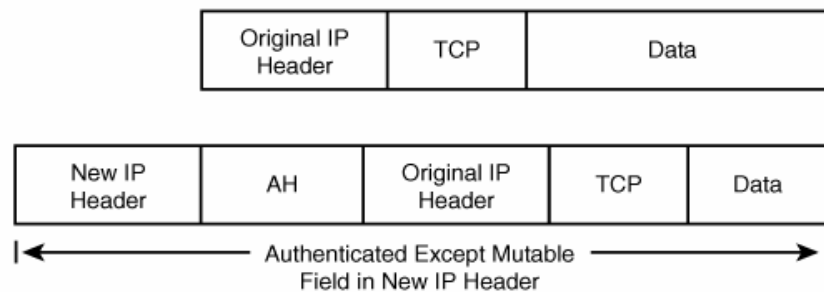 Original IP Header TCP Data
New IP Header AH Original IP Header TCP Data
Authenticated Except Mutable
Field in New IP Header